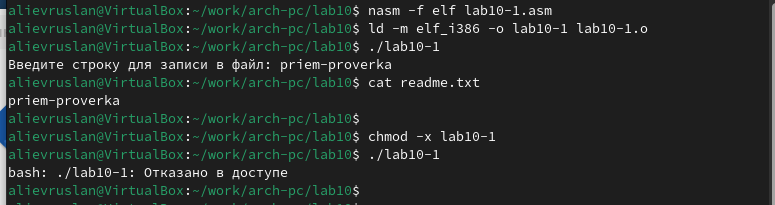 alievruslan@VirtualBox:~/work/arch-pc/lab10$ nasm -f elf lab10-1.asm
alievruslan@VirtualBox:~/work/arch-pc/lab10$ ld -m elf_i386 -o lab10-1 lab10-1.o
alievruslan@VirtualBox:~/work/arch-pc/lab10$ ./lab10-1
Введите строку для записи в файл: priem-proverka
alievruslan@VirtualBox:~/work/arch-pc/lab10$ cat readme.txt
priem-proverka
alievruslan@VirtualBox:~/work/arch-pc/lab10$
alievruslan@VirtualBox:~/work/arch-pc/lab10$ chmod -x lab10-1
alievruslan@VirtualBox:~/work/arch-pc/lab10$ ./lab10-1
bash: ./lab10-1: Отказано в доступе
alievruslan@VirtualBox:~/work/arch-pc/lab10$